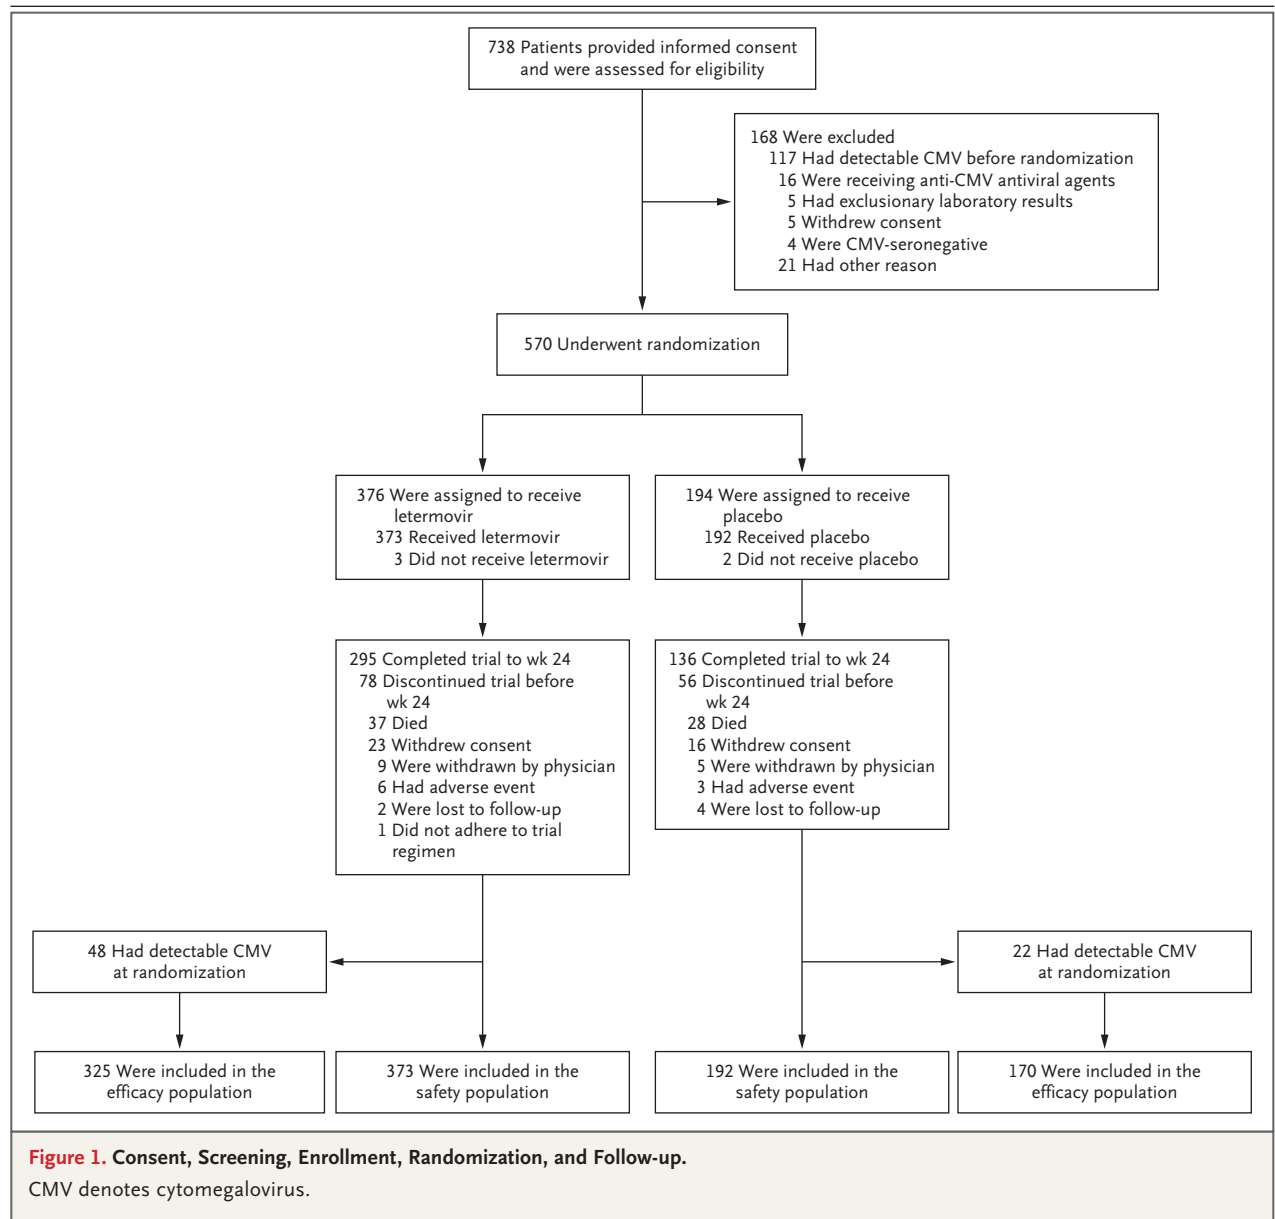 738 Patients provided informed consent
and were assessed for eligibility
168 Were excluded
117 Had detectable CMV before randomization
16 Were receiving anti-CMV antiviral agents
5 Had exclusionary laboratory results
5 Withdrew consent
4 Were CMV-seronegative
21 Had other reason
570 Underwent randomization
376 Were assigned to receive
letermovir
373 Received letermovir
3 Did not receive letermovir
194 Were assigned to receive
placebo
192 Received placebo
2 Did not receive placebo
295 Completed trial to wk 24
78 Discontinued trial before
wk 24
37 Died
23 Withdrew consent
9 Were withdrawn by physician
6 Had adverse event
2 Were lost to follow-up
1 Did not adhere to trial
regimen
136 Completed trial to wk 24
56 Discontinued trial before
wk 24
28 Died
16 Withdrew consent
5 Were withdrawn by physician
3 Had adverse event
4 Were lost to follow-up
48 Had detectable CMV
at randomization
22 Had detectable CMV
at randomization
325 Were included in the
efficacy population
373 Were included in the
safety population
192 Were included in the
safety population
170 Were included in the
efficacy population
Figure 1. Consent, Screening, Enrollment, Randomization, and Follow-up.
CMV denotes cytomegalovirus.